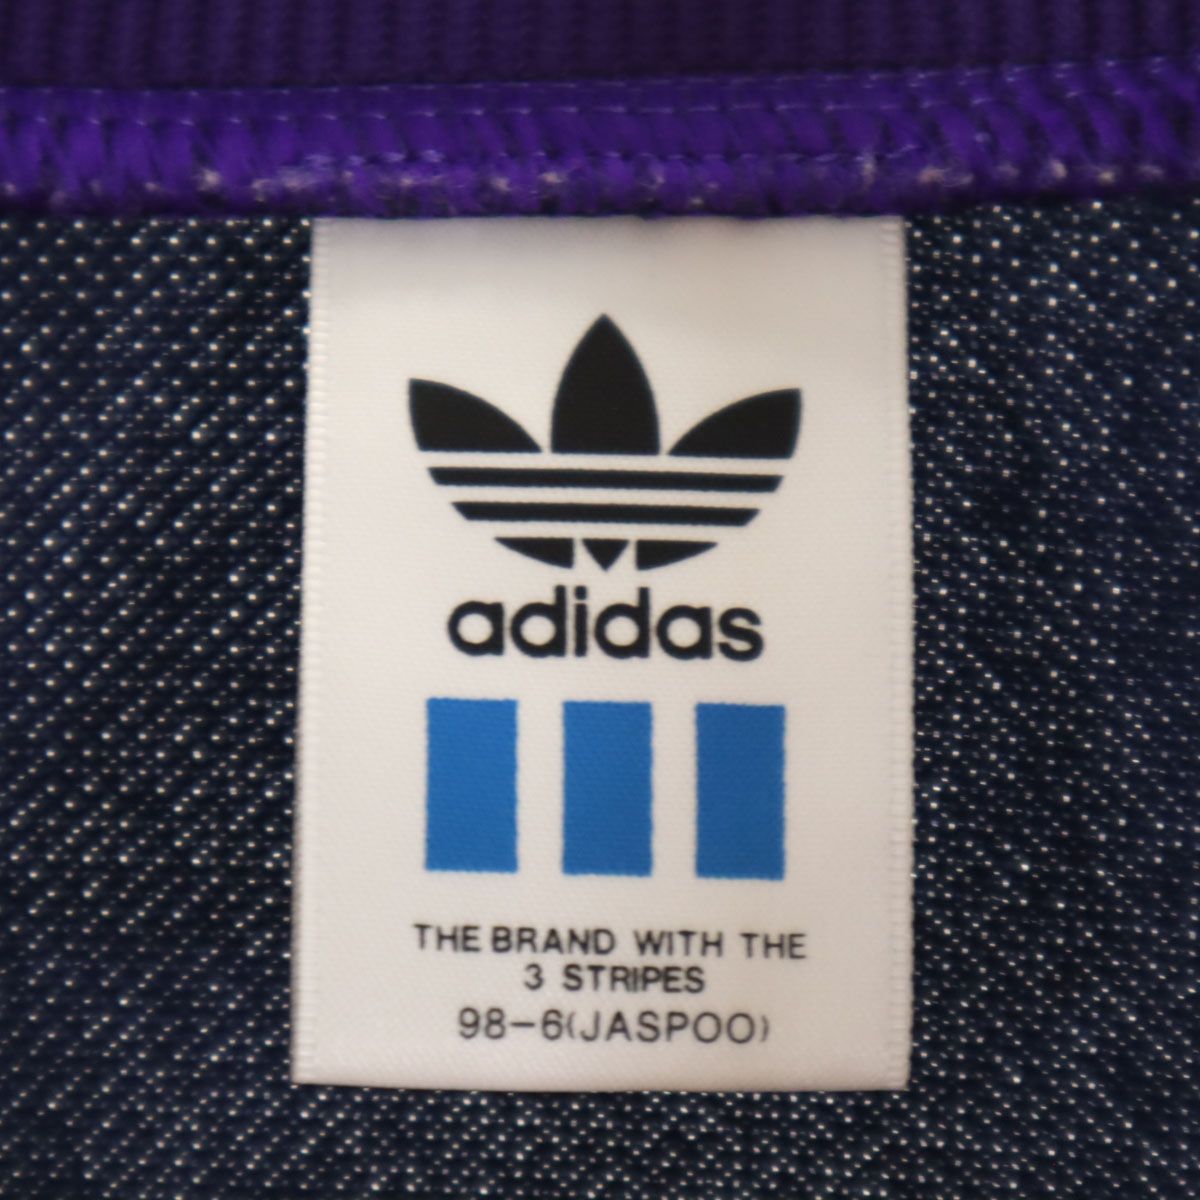 adidas
THE BRAND WITH THE
3 STRIPES
98-6(JASPOO)